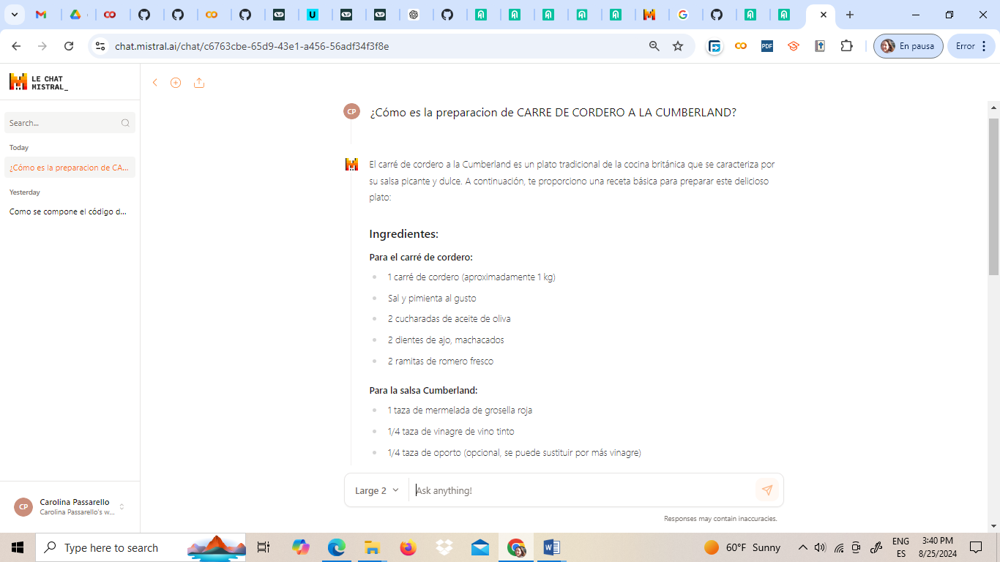 chat.mistral.ai/chat/c6763cbe-65d9-43e1-a456-56adf34f3f8e
PDF
En pausa
Error
LE CHAT
MISTRAL_
Search...
Today
¿Cómo es la preparacion de CA...
Yesterday
Como se compone el código d...
CP
¿Cómo es la preparacion de CARRE DE CORDERO A LA CUMBERLAND?
El carré de cordero a la Cumberland es un plato tradicional de la cocina británica que se caracteriza por
su salsa picante y dulce. A continuación, te proporciono una receta básica para preparar este delicioso
plato:
Ingredientes:
Para el carré de cordero:
1 carré de cordero (aproximadamente 1 kg)
Sal y pimienta al gusto
2 cucharadas de aceite de oliva
2 dientes de ajo, machacados
2 ramitas de romero fresco
Para la salsa Cumberland:
1 taza de mermelada de grosella roja
1/4 taza de vinagre de vino tinto
1/4 taza de oporto (opcional, se puede sustituir por más vinagre)
Large 2
Ask anything!
Responses may contain inaccuracies.
CP
Carolina Passarello
Carolina Passarello's w...
Type here to search
60°F Sunny
ENG
ES
3:40 PM
8/25/2024